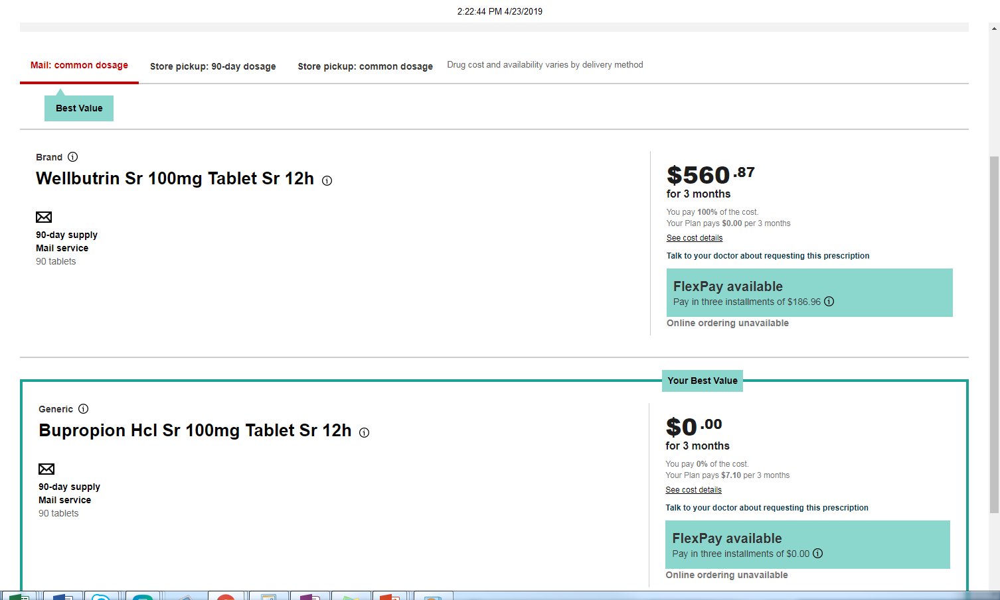 2:22:44 PM 4/23/2019
Mail: common dosage
Store pickup: 90-day dosage
Store pickup: common dosage
Drug cost and availability varies by delivery method
Best Value
Brand
Wellbutrin Sr 100mg Tablet Sr 12h
90-day supply
Mail service
90 tablets
$560.87
for 3 months
You pay 100% of the cost.
Your Plan pays $0.00 per 3 months
See cost details
Talk to your doctor about requesting this prescription
FlexPay available
Pay in three installments of $186.96
Online ordering unavailable
Your Best Value
Generic
Bupropion Hcl Sr 100mg Tablet Sr 12h
90-day supply
Mail service
90 tablets
$0.00
for 3 months
You pay 0% of the cost.
Your Plan pays $7.10 per 3 months
See cost details
Talk to your doctor about requesting this prescription
FlexPay available
Pay in three installments of $0.00
Online ordering unavailable